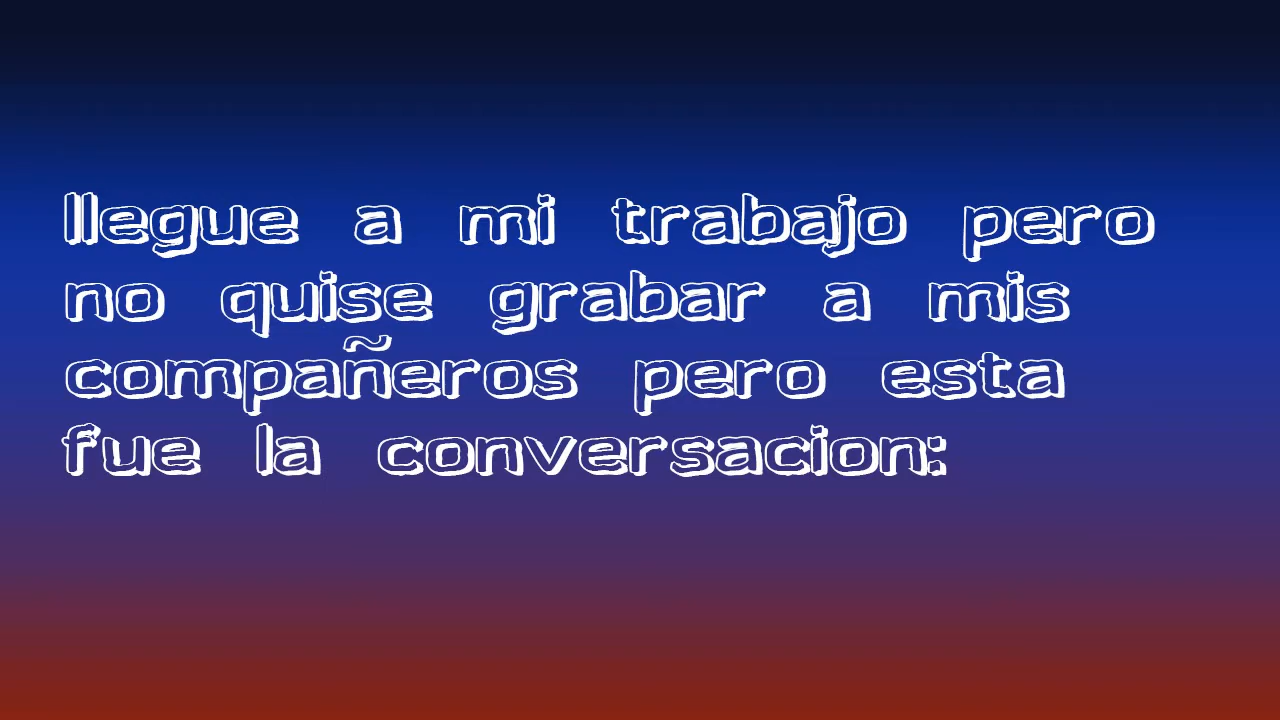 llegue a mi trabajo pero
no quise grabar a mis
compañeros pero esta
fue la conversacion: